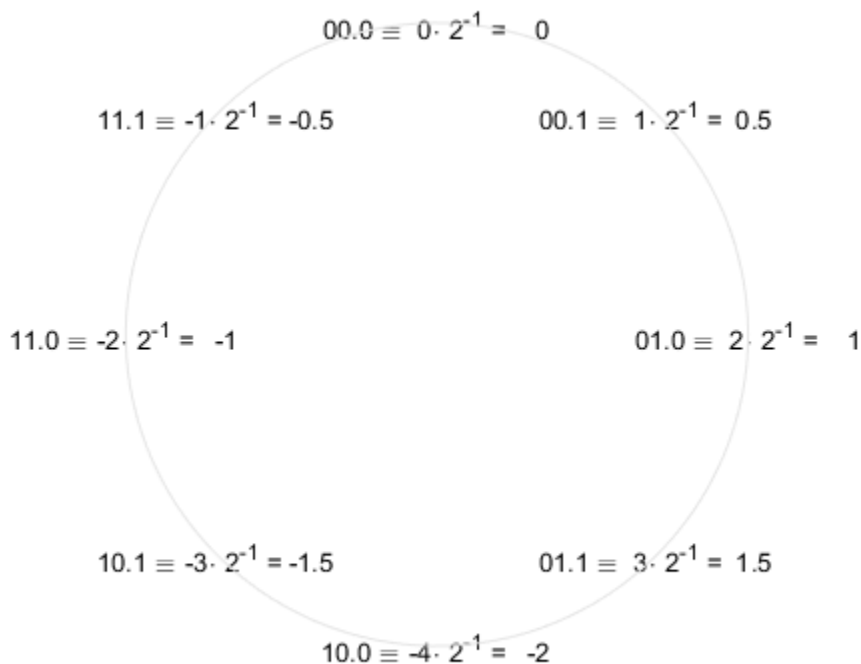 00.0 ≡ 0· 2⁻¹ = 0
11.1 ≡ -1· 2⁻¹ = -0.5
00.1 ≡ 1· 2⁻¹ = 0.5
11.0 ≡ -2· 2⁻¹ = -1
01.0 ≡ 2· 2⁻¹ = 1
10.1 ≡ -3· 2⁻¹ = -1.5
01.1 ≡ 3· 2⁻¹ = 1.5
10.0 ≡ -4· 2⁻¹ = -2